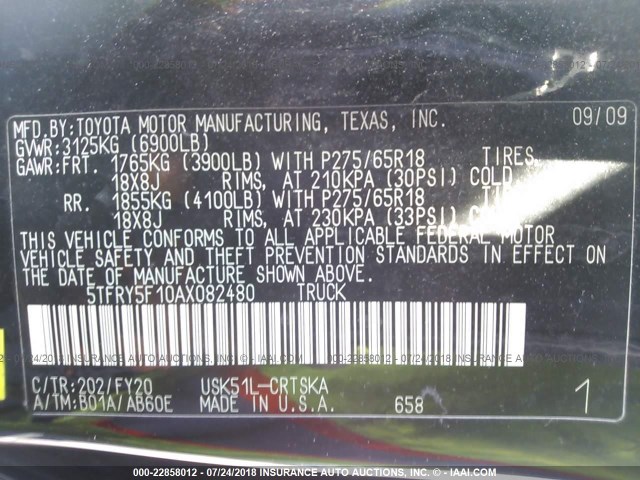 MFD.BY:TOYOTA MOTOR MANUFACTURING, TEXAS, INC. 09/09
GVWR:3125KG (6900LB)
GAWR:FRT. 1765KG (3900LB) WITH P275/65R18 TIRES,
18X8J RIMS, AT 210KPA (30PSI) COLD
RR. 1855KG (4100LB) WITH P275/65R18
18X8J RIMS, AT 230KPA (33PSI)
THIS VEHICLE CONFORMS TO ALL APPLICABLE FEDERAL MOTOR
VEHICLE SAFETY AND THEFT PREVENTION STANDARDS IN EFFECT ON
THE DATE OF MANUFACTURE SHOWN ABOVE.
5TFRY5F10AX082480 TRUCK
C/TR:202/FY20 USK51L-CRTSKA
A/TM:B01A/AB60E MADE IN U.S.A. 658 1
000-22858012 - 07/24/2018 - INSURANCE AUTO AUCTIONS, INC. - IAAI.COM